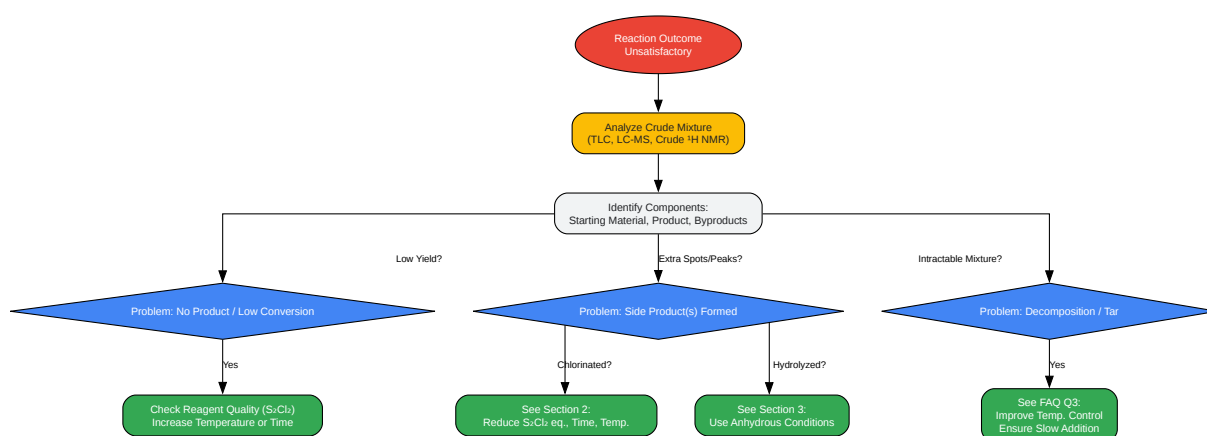 Reaction Outcome
Unsatisfactory
Analyze Crude Mixture
(TLC, LC-MS, Crude ¹H NMR)
Identify Components:
Starting Material, Product, Byproducts
Low Yield?
Extra Spots/Peaks?
Intractable Mixture?
Problem: No Product / Low Conversion
Problem: Side Product(s) Formed
Problem: Decomposition / Tar
Yes
Chlorinated?
Hydrolyzed?
Yes
Check Reagent Quality (S₂Cl₂)
Increase Temperature or Time
See Section 2:
Reduce S₂Cl₂ eq., Time, Temp.
See Section 3:
Use Anhydrous Conditions
See FAQ Q3:
Improve Temp. Control
Ensure Slow Addition